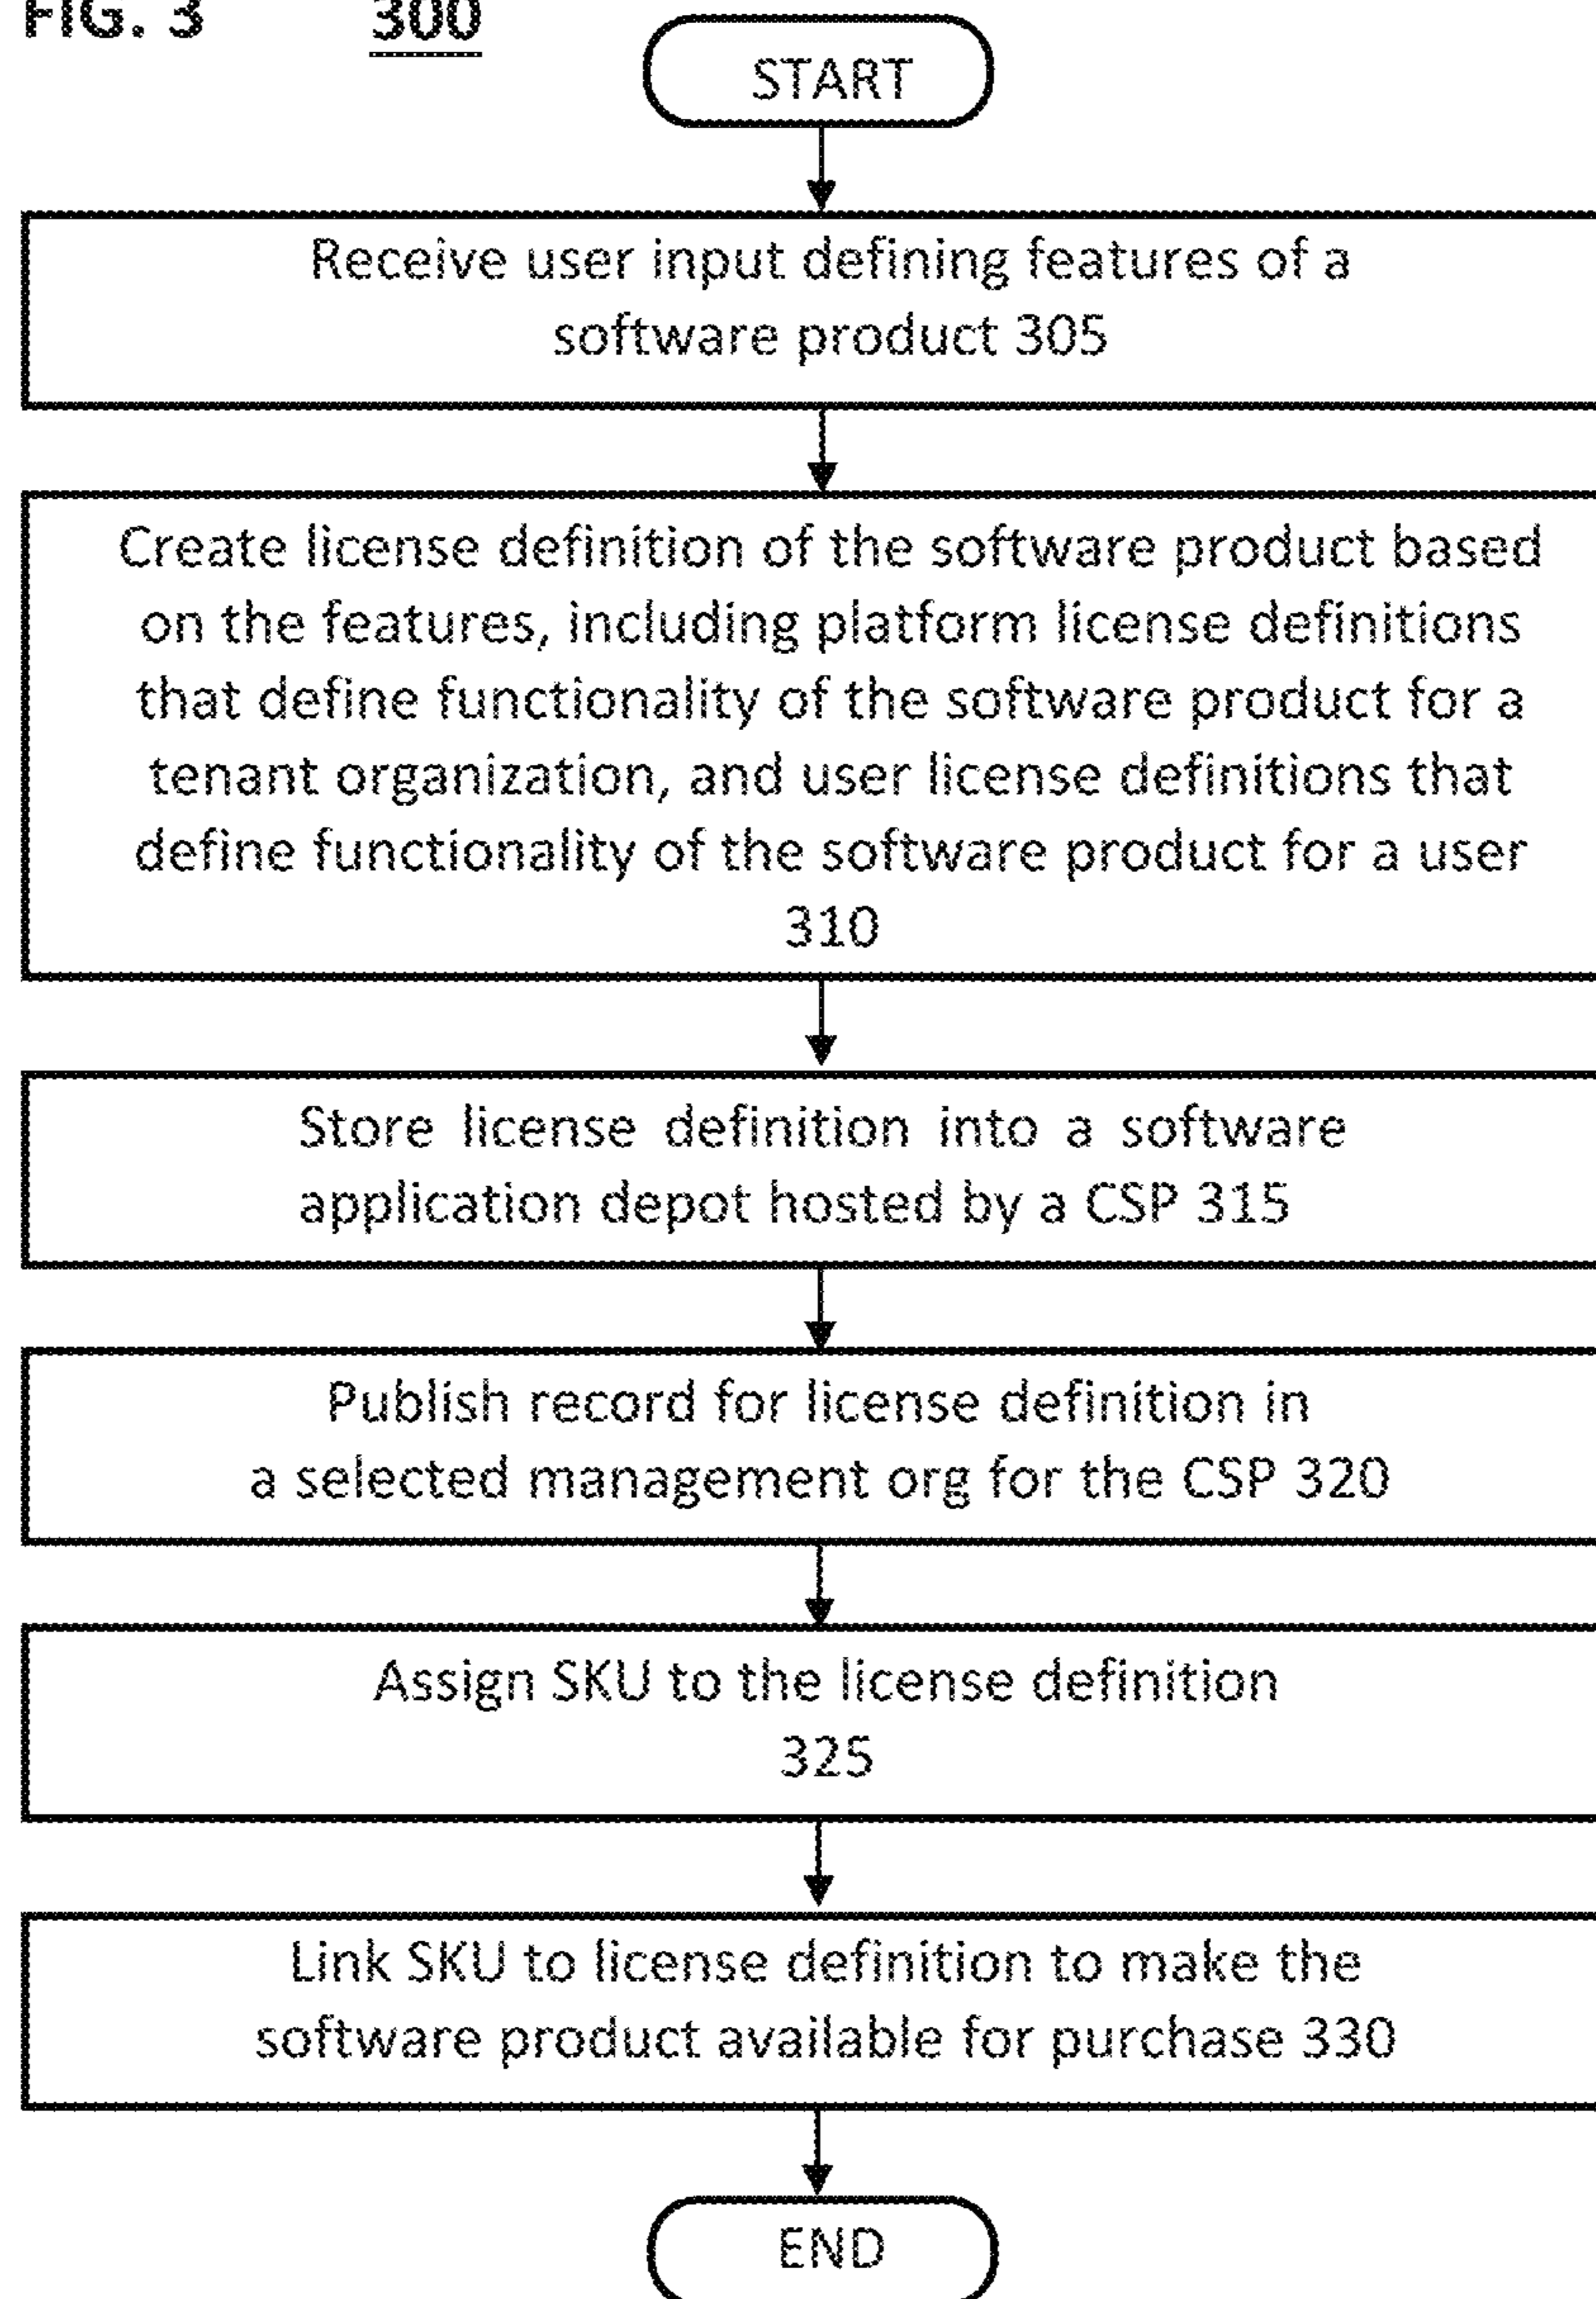 FIG. 3 300
START
Receive user input defining features of a
software product 305
Create license definition of the software product based
on the features, including platform license definitions
that define functionality of the software product for a
tenant organization, and user license definitions that
define functionality of the software product for a user
310
Store license definition into a software
application depot hosted by a CSP 315
Publish record for license definition in
a selected management org for the CSP 320
Assign SKU to the license definition
325
Link SKU to license definition to make the
software product available for purchase 330
END